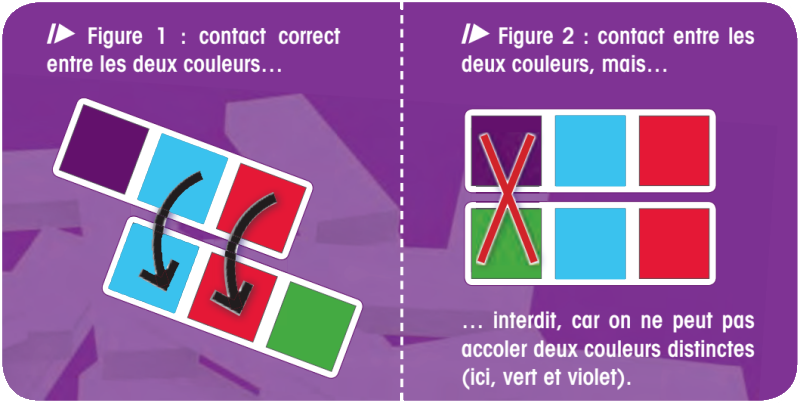 Figure 1 : contact correct
entre les deux couleurs…
Figure 2 : contact entre les
deux couleurs, mais…
… interdit, car on ne peut pas
accoler deux couleurs distinctes
(ici, vert et violet).